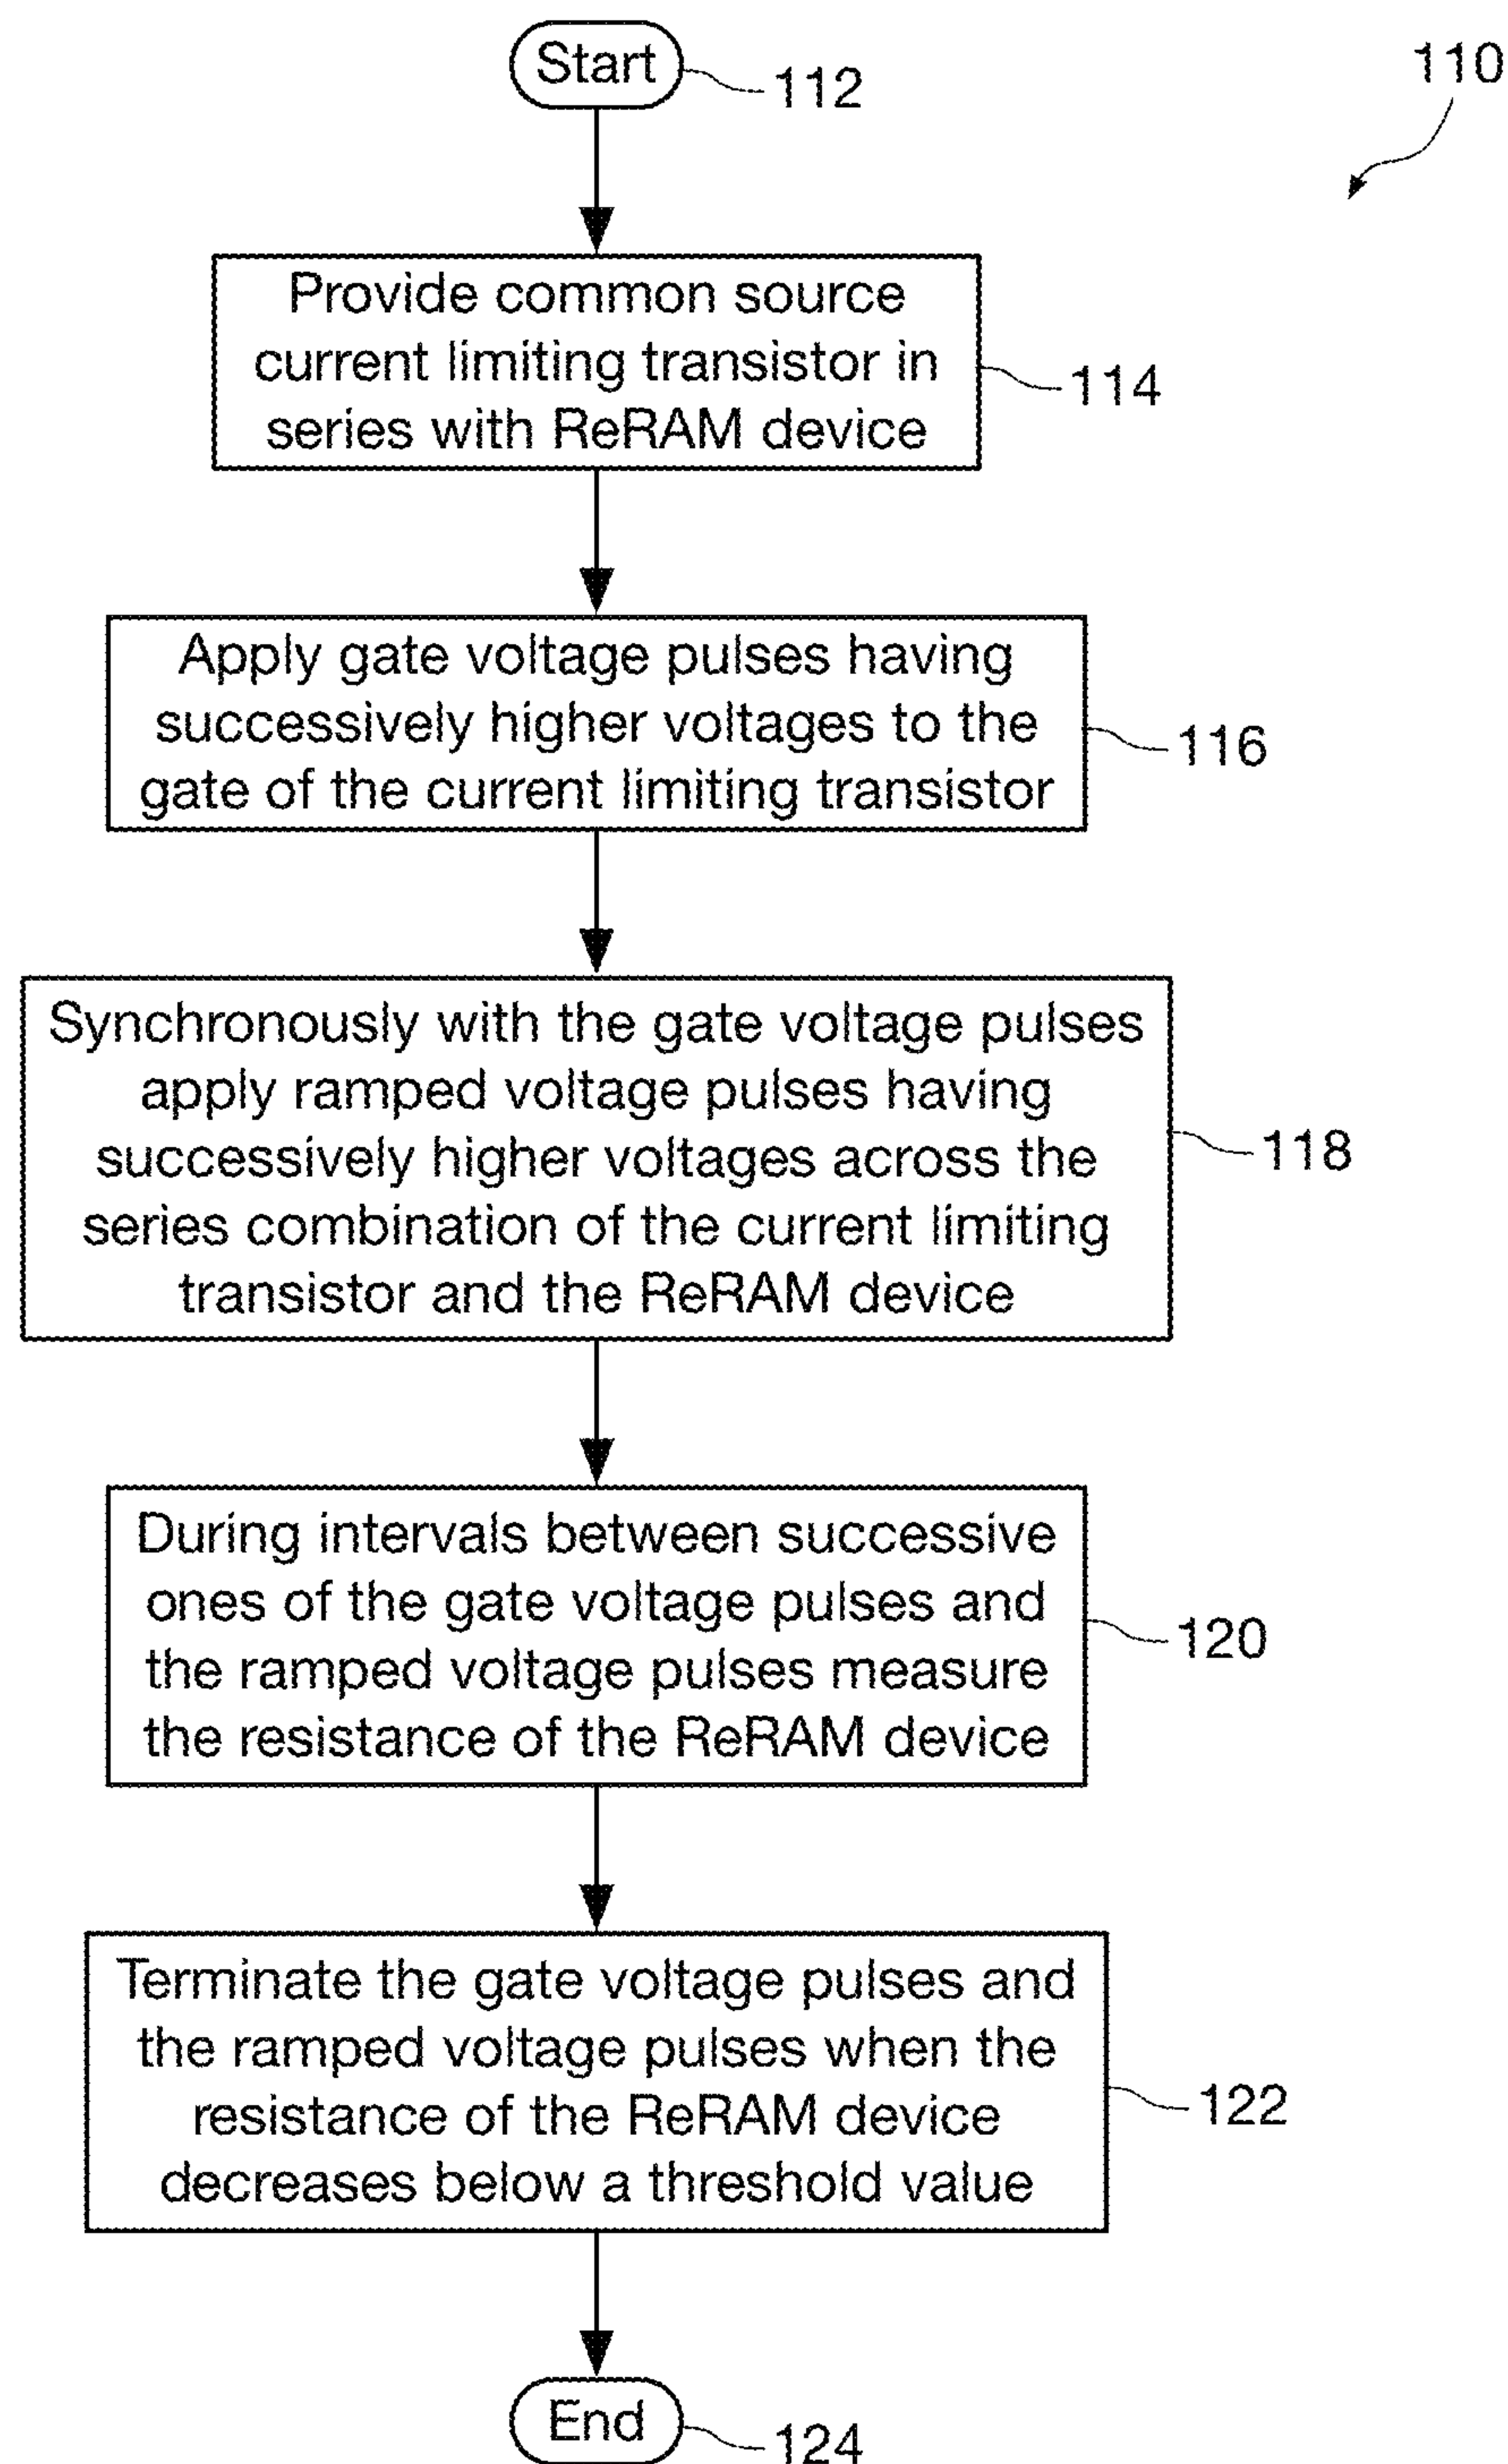 Start
112
110
Provide common source
current limiting transistor in
series with ReRAM device
114
Apply gate voltage pulses having
successively higher voltages to the
gate of the current limiting transistor
116
Synchronously with the gate voltage pulses
apply ramped voltage pulses having
successively higher voltages across the
series combination of the current limiting
transistor and the ReRAM device
118
During intervals between successive
ones of the gate voltage pulses and
the ramped voltage pulses measure
the resistance of the ReRAM device
120
Terminate the gate voltage pulses and
the ramped voltage pulses when the
resistance of the ReRAM device
decreases below a threshold value
122
End
124